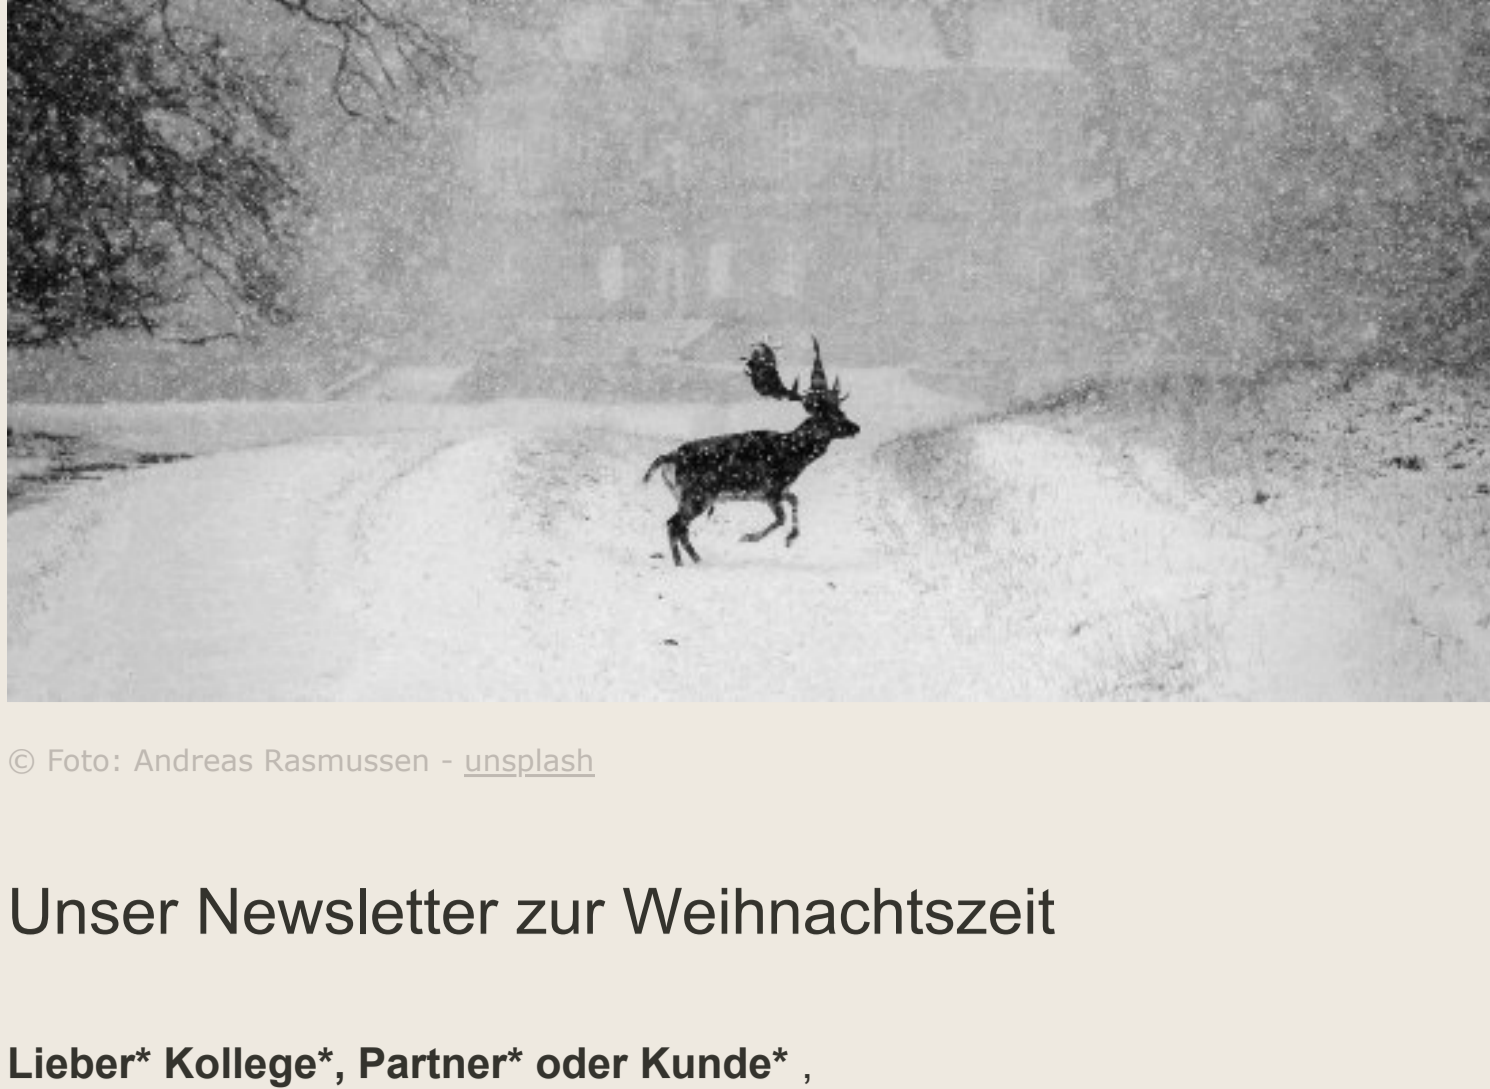 © Foto: Andreas Rasmussen - unsplash
Unser Newsletter zur Weihnachtszeit
Lieber* Kollege*, Partner* oder Kunde* ,